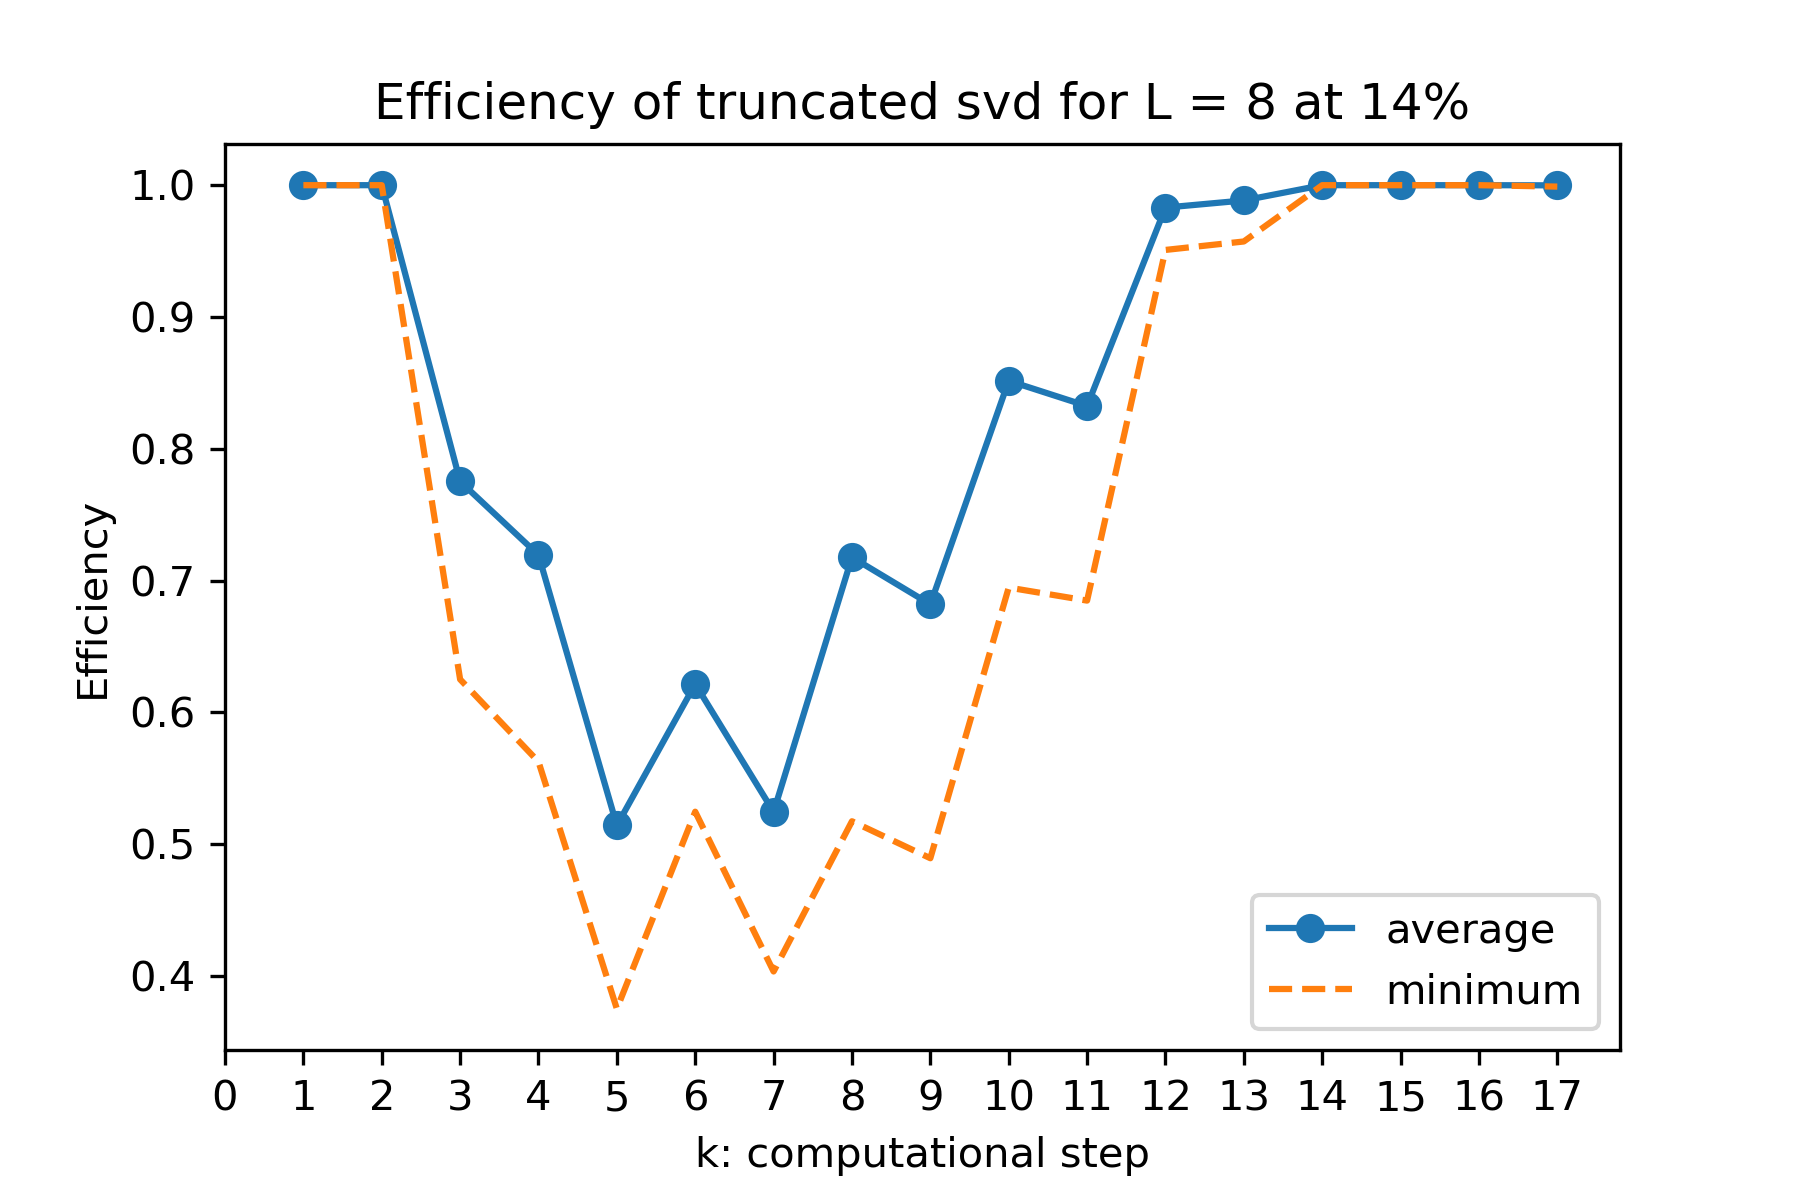 Efficiency of truncated svd for L = 8 at 14%
1.0
0.9
0.8
0.7
0.6
0.5
0.4
Efficiency
average
minimum
0 1 2 3 4 5 6 7 8 9 10 11 12 13 14 15 16 17
k: computational step